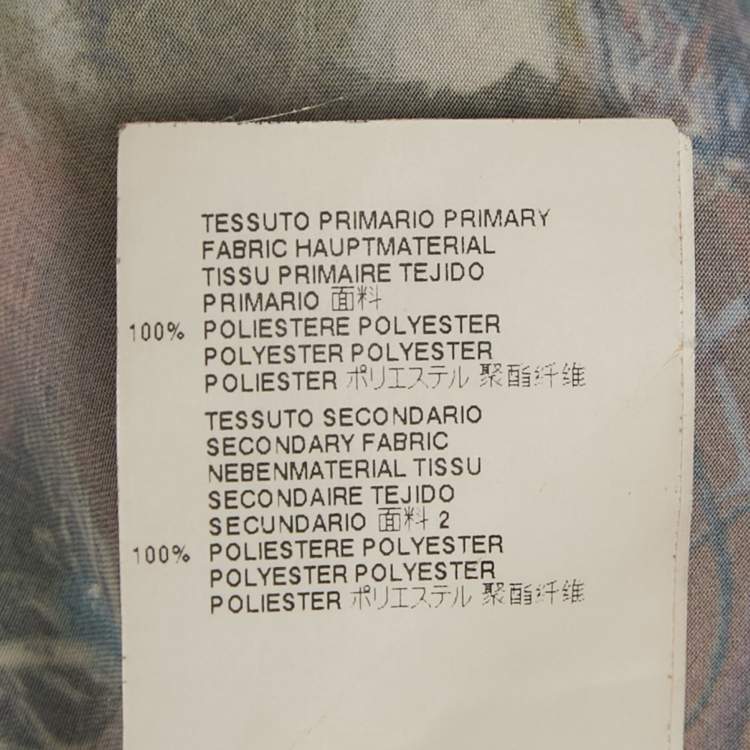 TESSUTO PRIMARIO PRIMARY
FABRIC HAUPTMATERIAL
TISSU PRIMAIRE TEJIDO
PRIMARIO 面料
100% POLIESTERE POLYESTER
POLYESTER POLYESTER
POLIESTER ポリエステル 聚酯纤维
TESSUTO SECONDARIO
SECONDARY FABRIC
NEBENMATERIAL TISSU
SECONDAIRE TEJIDO
SECUNDARIO 面料 2
100% POLIESTERE POLYESTER
POLYESTER POLYESTER
POLIESTER ポリエステル 聚酯纤维